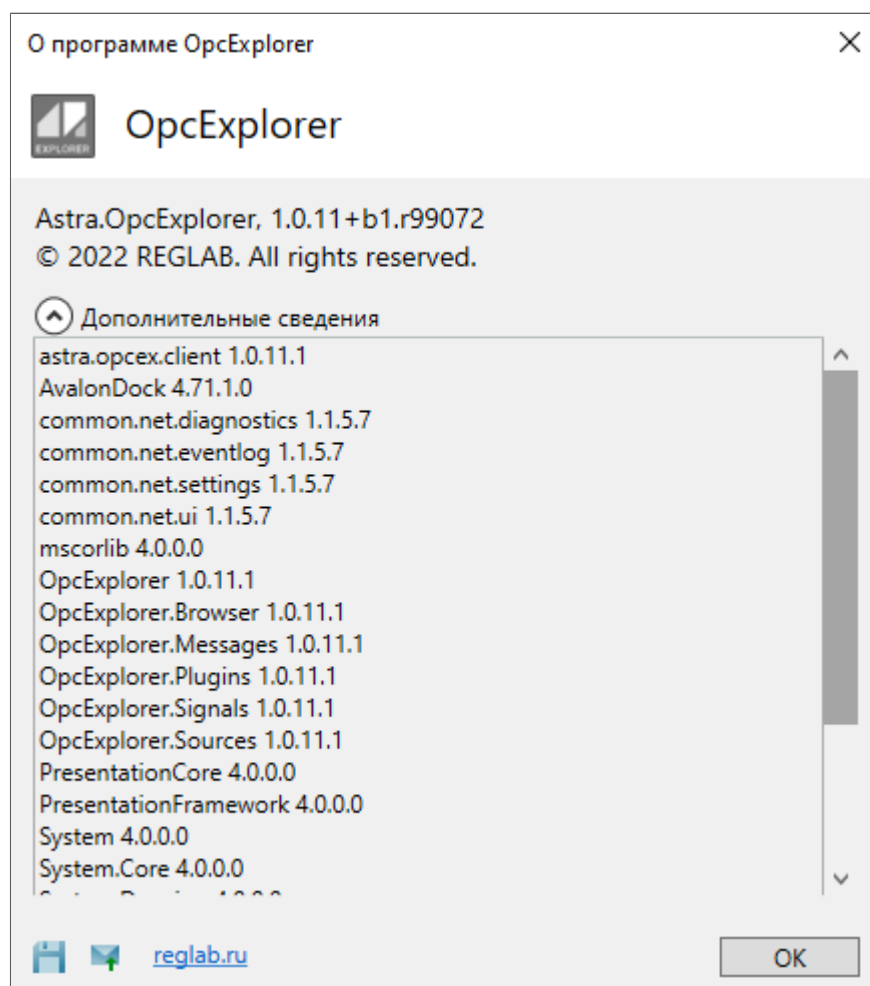 О программе OpcExplorer
EXPLORER
OpcExplorer
Astra.OpcExplorer, 1.0.11+b1.r99072
© 2022 REGLAB. All rights reserved.
Дополнительные сведения
astra.opcex.client 1.0.11.1
AvalonDock 4.71.1.0
common.net.diagnostics 1.1.5.7
common.net.eventlog 1.1.5.7
common.net.settings 1.1.5.7
common.net.ui 1.1.5.7
mscorlib 4.0.0.0
OpcExplorer 1.0.11.1
OpcExplorer.Browser 1.0.11.1
OpcExplorer.Messages 1.0.11.1
OpcExplorer.Plugins 1.0.11.1
OpcExplorer.Signals 1.0.11.1
OpcExplorer.Sources 1.0.11.1
PresentationCore 4.0.0.0
PresentationFramework 4.0.0.0
System 4.0.0.0
System.Core 4.0.0.0
reglab.ru
OK